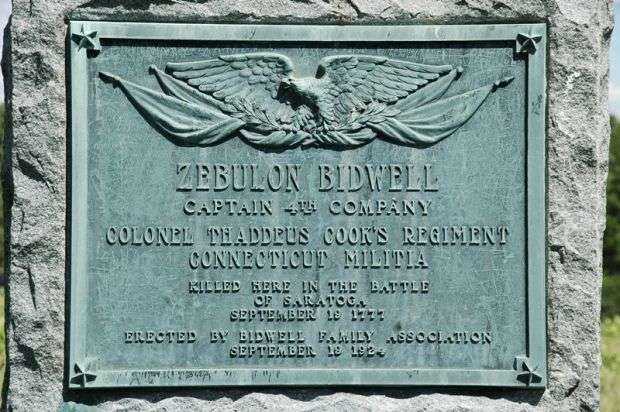 ZEBULON BIDWELL
CAPTAIN 4TH COMPANY
COLONEL THADDEUS COOK'S REGIMENT
CONNECTICUT MILITIA
KILLED HERE IN THE BATTLE
OF SARATOGA
SEPTEMBER 19 1777
ERECTED BY BIDWELL FAMILY ASSOCIATION
SEPTEMBER 19 1924